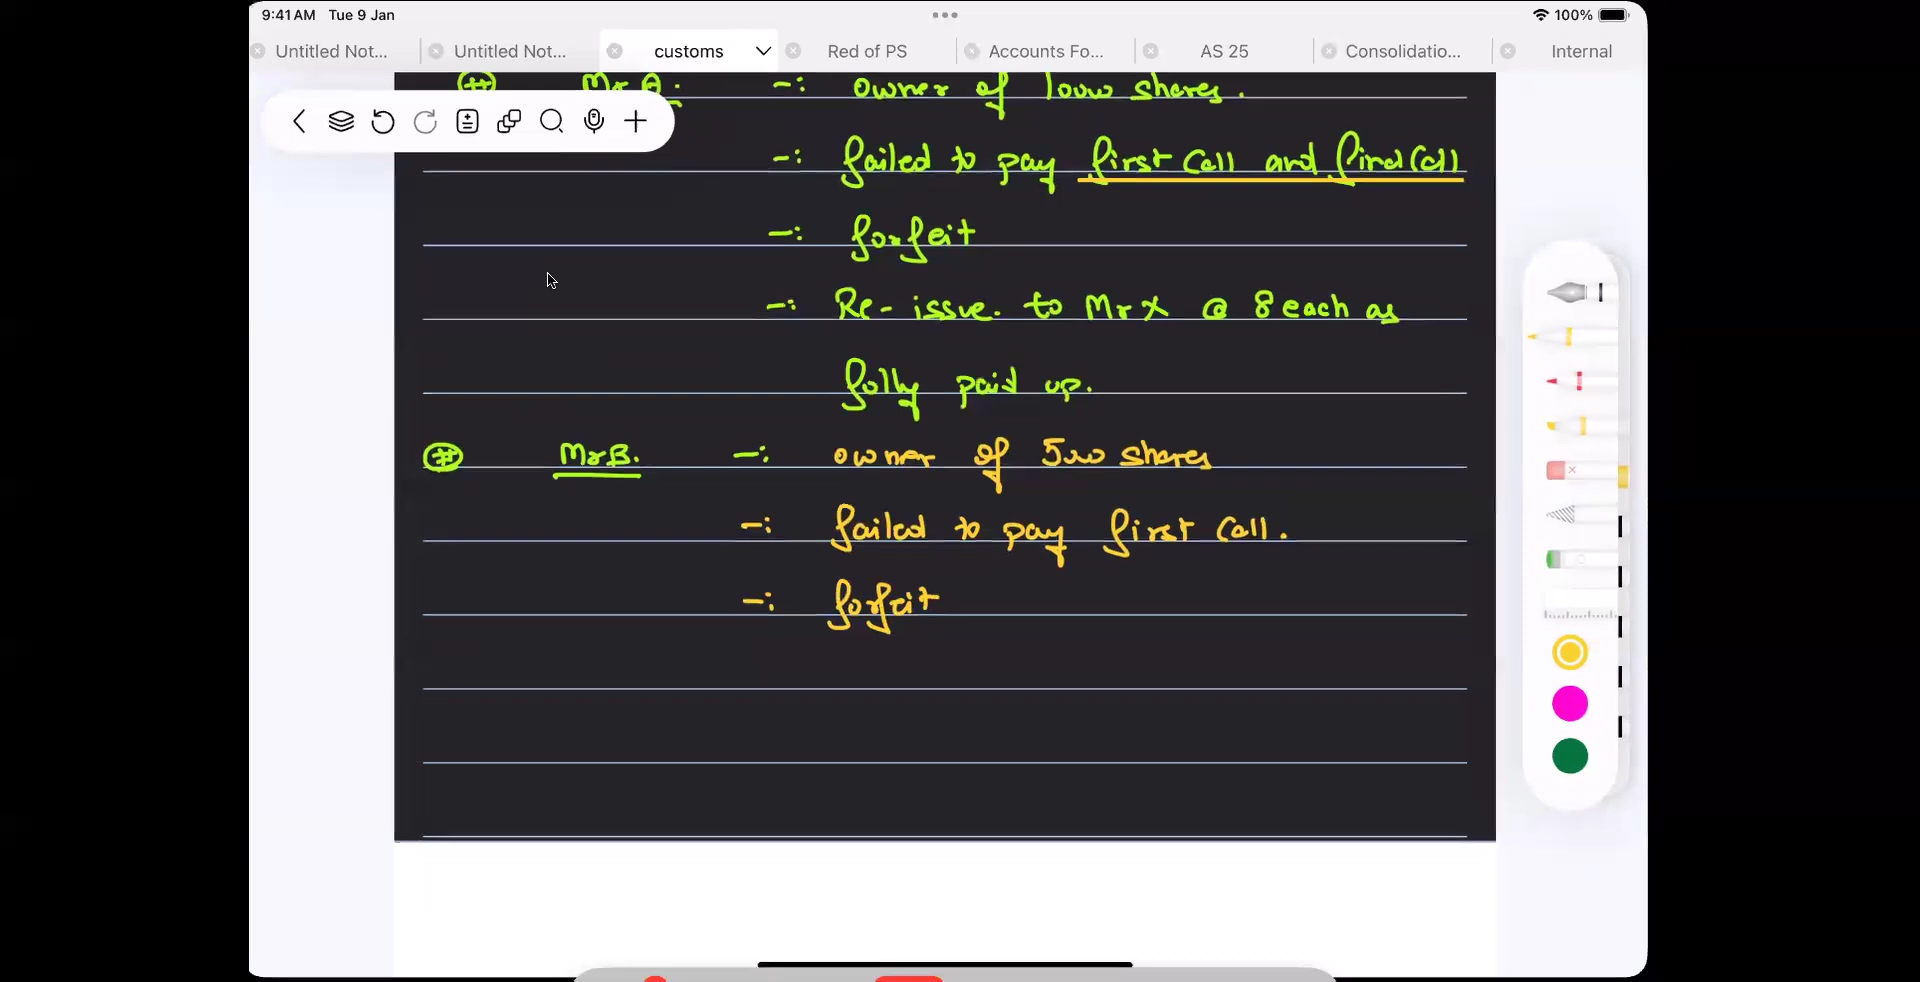 9:41 AM Tue 9 Jan
100%
Untitled Not...
Untitled Not...
customs
Red of PS
Accounts Fo...
AS 25
Consolidatio...
Internal
# Mr A. -: owner of 10000 shares.
-: failed to pay first call and final call
-: forfeit
-: Re-issue. to Mr X @ 8 each as
fully paid up.
# Mr B. -: owner of 500 shares
-: failed to pay first call.
-: forfeit